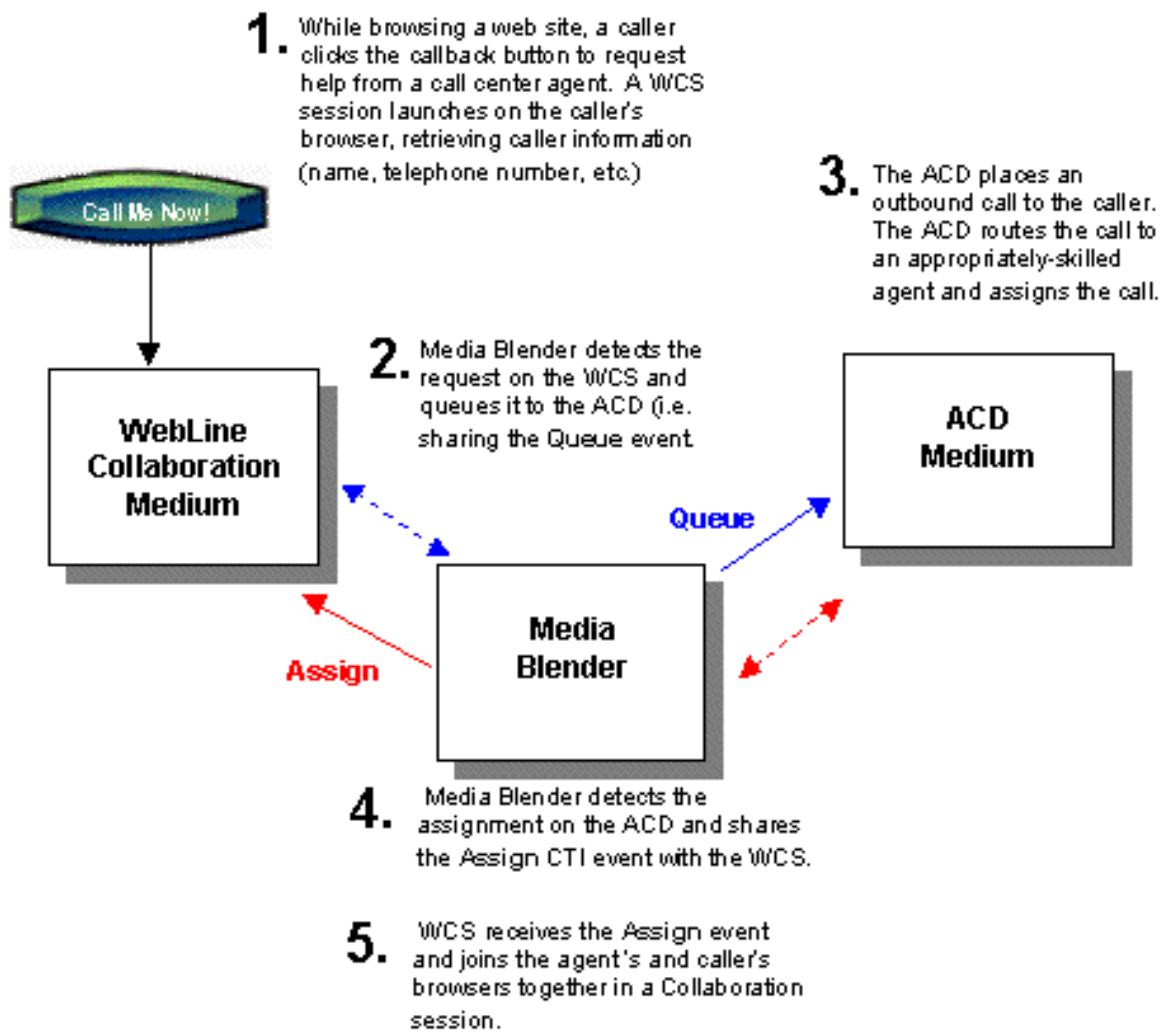 1. While browsing a web site, a caller
clicks the callback button to request
help from a call center agent. A WCS
session launches on the caller's
browser, retrieving caller information
(name, telephone number, etc.)
Call Me Now!
3. The ACD places an
outbound call to the caller.
The ACD routes the call to
an appropriately-skilled
agent and assigns the call.
2. Media Blender detects the
request on the WCS and
queues it to the ACD (i.e.
sharing the Queue event.
WebLine
Collaboration
Medium
ACD
Medium
Queue
Media
Blender
Assign
4. Media Blender detects the
assignment on the ACD and shares
the Assign CTI event with the WCS.
5. WCS receives the Assign event
and joins the agent's and caller's
browsers together in a Collaboration
session.